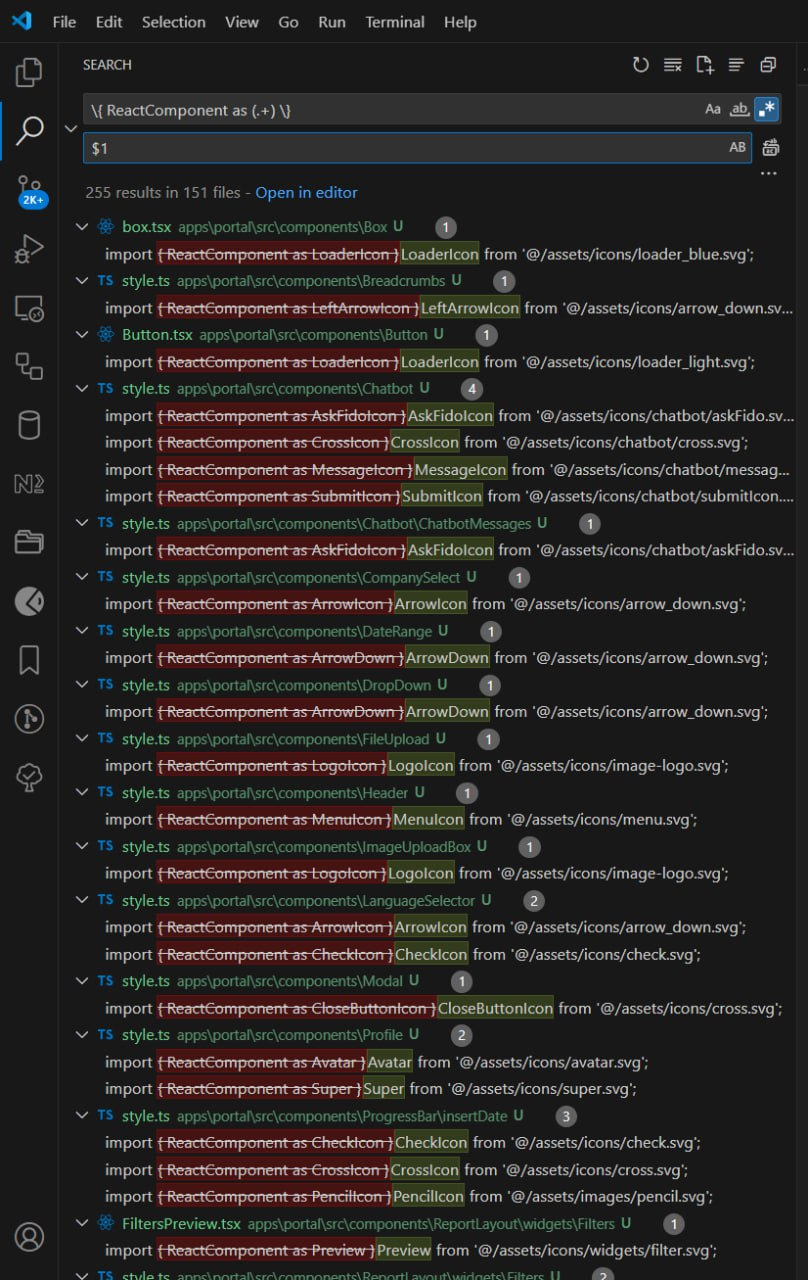 File Edit Selection View Go Run Terminal Help
SEARCH
\{ ReactComponent as (.+) \}
Aa ab .*
$1
AB
255 results in 151 files - Open in editor
2K+
box.tsx apps\portal\src\components\Box U 1
import { ReactComponent as LoaderIcon }LoaderIcon from '@/assets/icons/loader_blue.svg';
TS style.ts apps\portal\src\components\Breadcrumbs U 1
import { ReactComponent as LeftArrowIcon }LeftArrowIcon from '@/assets/icons/arrow_down.sv...
Button.tsx apps\portal\src\components\Button U 1
import { ReactComponent as LoaderIcon }LoaderIcon from '@/assets/icons/loader_light.svg';
TS style.ts apps\portal\src\components\Chatbot U 4
import { ReactComponent as AskFidoIcon }AskFidoIcon from '@/assets/icons/chatbot/askFido.sv...
import { ReactComponent as CrossIcon }CrossIcon from '@/assets/icons/chatbot/cross.svg';
import { ReactComponent as MessageIcon }MessageIcon from '@/assets/icons/chatbot/messag...
import { ReactComponent as SubmitIcon }SubmitIcon from '@/assets/icons/chatbot/submitIcon....
TS style.ts apps\portal\src\components\Chatbot\ChatbotMessages U 1
import { ReactComponent as AskFidoIcon }AskFidoIcon from '@/assets/icons/chatbot/askFido.sv...
TS style.ts apps\portal\src\components\CompanySelect U 1
import { ReactComponent as ArrowIcon }ArrowIcon from '@/assets/icons/arrow_down.svg';
TS style.ts apps\portal\src\components\DateRange U 1
import { ReactComponent as ArrowDown }ArrowDown from '@/assets/icons/arrow_down.svg';
TS style.ts apps\portal\src\components\DropDown U 1
import { ReactComponent as ArrowDown }ArrowDown from '@/assets/icons/arrow_down.svg';
TS style.ts apps\portal\src\components\FileUpload U 1
import { ReactComponent as LogoIcon }LogoIcon from '@/assets/icons/image-logo.svg';
TS style.ts apps\portal\src\components\Header U 1
import { ReactComponent as MenuIcon }MenuIcon from '@/assets/icons/menu.svg';
TS style.ts apps\portal\src\components\ImageUploadBox U 1
import { ReactComponent as LogoIcon }LogoIcon from '@/assets/icons/image-logo.svg';
TS style.ts apps\portal\src\components\LanguageSelector U 2
import { ReactComponent as ArrowIcon }ArrowIcon from '@/assets/icons/arrow_down.svg';
import { ReactComponent as CheckIcon }CheckIcon from '@/assets/icons/check.svg';
TS style.ts apps\portal\src\components\Modal U 1
import { ReactComponent as CloseButtonIcon }CloseButtonIcon from '@/assets/icons/cross.svg';
TS style.ts apps\portal\src\components\Profile U 2
import { ReactComponent as Avatar }Avatar from '@/assets/icons/avatar.svg';
import { ReactComponent as Super }Super from '@/assets/icons/super.svg';
TS style.ts apps\portal\src\components\ProgressBar\insertDate U 3
import { ReactComponent as CheckIcon }CheckIcon from '@/assets/icons/check.svg';
import { ReactComponent as CrossIcon }CrossIcon from '@/assets/icons/cross.svg';
import { ReactComponent as PencilIcon }PencilIcon from '@/assets/images/pencil.svg';
FiltersPreview.tsx apps\portal\src\components\ReportLayout\widgets\Filters U 1
import { ReactComponent as Preview }Preview from '@/assets/icons/widgets/filter.svg';
TS style.ts apps\portal\src\components\ReportLayout\widgets\Filters U 2